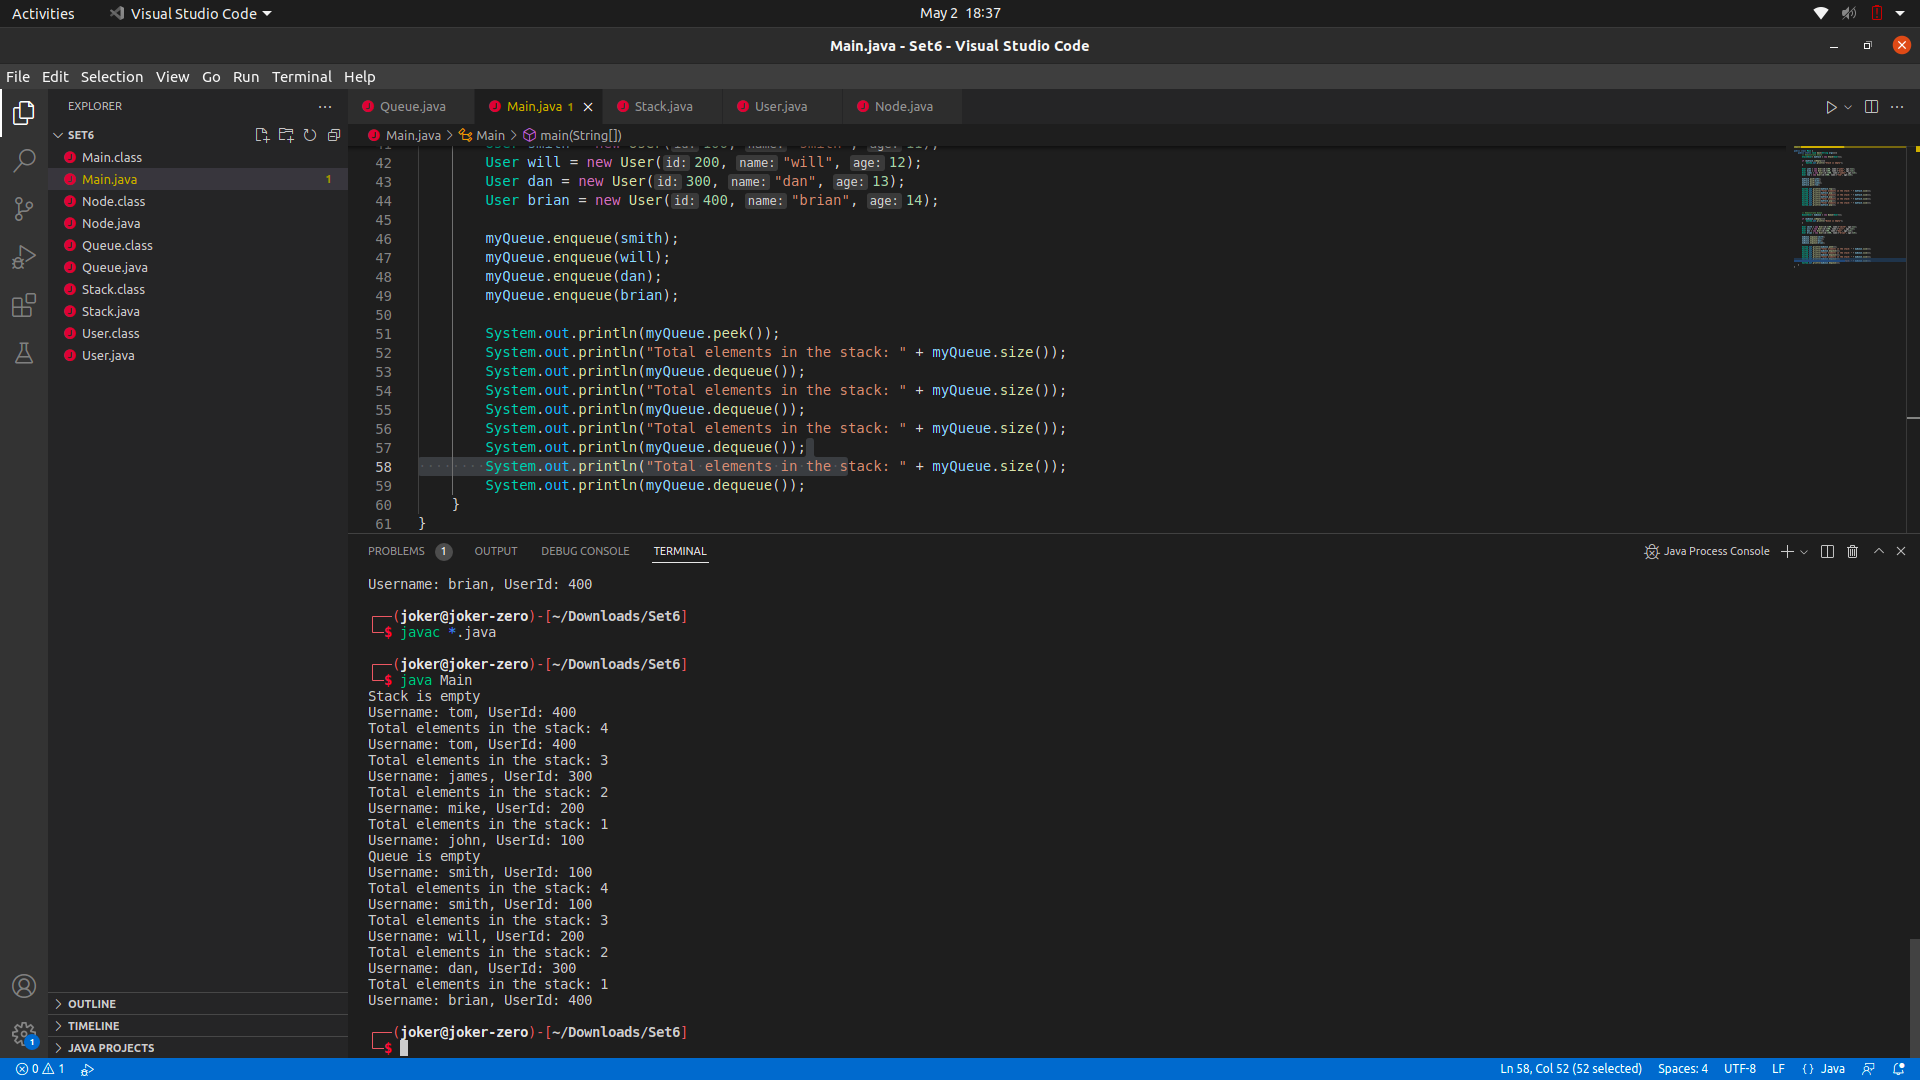 Activities
Visual Studio Code
May 2 18:37
Main.java - Set6 - Visual Studio Code
File Edit Selection View Go Run Terminal Help
EXPLORER
SET6
Main.class
Main.java 1
Node.class
Node.java
Queue.class
Queue.java
Stack.class
Stack.java
User.class
User.java
OUTLINE
TIMELINE
JAVA PROJECTS
Queue.java
Main.java 1
Stack.java
User.java
Node.java
Main.java > Main > main(String[])
42 User will = new User(id: 200, name: "will", age: 12);
43 User dan = new User(id: 300, name: "dan", age: 13);
44 User brian = new User(id: 400, name: "brian", age: 14);
45
46 myQueue.enqueue(smith);
47 myQueue.enqueue(will);
48 myQueue.enqueue(dan);
49 myQueue.enqueue(brian);
50
51 System.out.println(myQueue.peek());
52 System.out.println("Total elements in the stack: " + myQueue.size());
53 System.out.println(myQueue.dequeue());
54 System.out.println("Total elements in the stack: " + myQueue.size());
55 System.out.println(myQueue.dequeue());
56 System.out.println("Total elements in the stack: " + myQueue.size());
57 System.out.println(myQueue.dequeue());
58 System.out.println("Total elements in the stack: " + myQueue.size());
59 System.out.println(myQueue.dequeue());
60 }
61 }
PROBLEMS 1 OUTPUT DEBUG CONSOLE TERMINAL
Java Process Console
Username: brian, UserId: 400
┌──(joker@joker-zero)-[~/Downloads/Set6]
└─$ javac *.java
┌──(joker@joker-zero)-[~/Downloads/Set6]
└─$ java Main
Stack is empty
Username: tom, UserId: 400
Total elements in the stack: 4
Username: tom, UserId: 400
Total elements in the stack: 3
Username: james, UserId: 300
Total elements in the stack: 2
Username: mike, UserId: 200
Total elements in the stack: 1
Username: john, UserId: 100
Queue is empty
Username: smith, UserId: 100
Total elements in the stack: 4
Username: smith, UserId: 100
Total elements in the stack: 3
Username: will, UserId: 200
Total elements in the stack: 2
Username: dan, UserId: 300
Total elements in the stack: 1
Username: brian, UserId: 400
┌──(joker@joker-zero)-[~/Downloads/Set6]
└─$
1
0 1
Ln 58, Col 52 (52 selected) Spaces: 4 UTF-8 LF {} Java